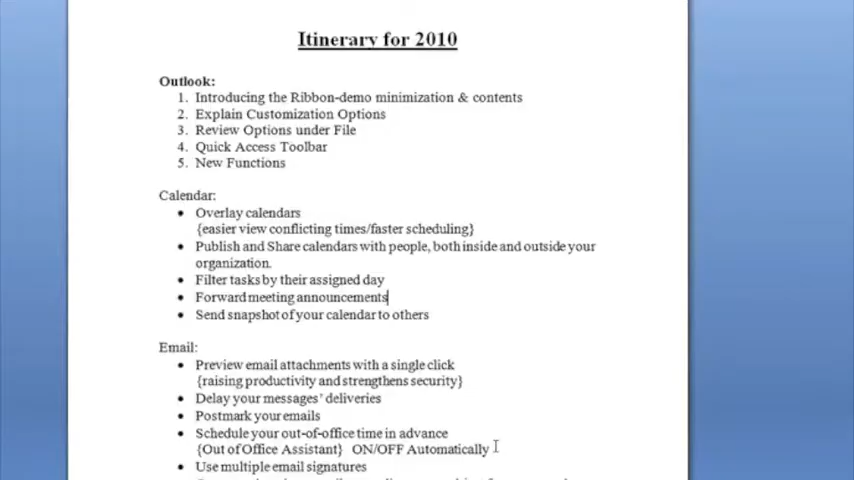 Itinerary for 2010
Outlook:
1. Introducing the Ribbon-demo minimization & contents
2. Explain Customization Options
3. Review Options under File
4. Quick Access Toolbar
5. New Functions
Calendar:
• Overlay calendars
{easier view conflicting times/faster scheduling}
• Publish and Share calendars with people, both inside and outside your
organization.
• Filter tasks by their assigned day
• Forward meeting announcements
• Send snapshot of your calendar to others
Email:
• Preview email attachments with a single click
{raising productivity and strengthens security}
• Delay your messages' deliveries
• Postmark your emails
• Schedule your out-of-office time in advance
{Out of Office Assistant} ON/OFF Automatically
• Use multiple email signatures